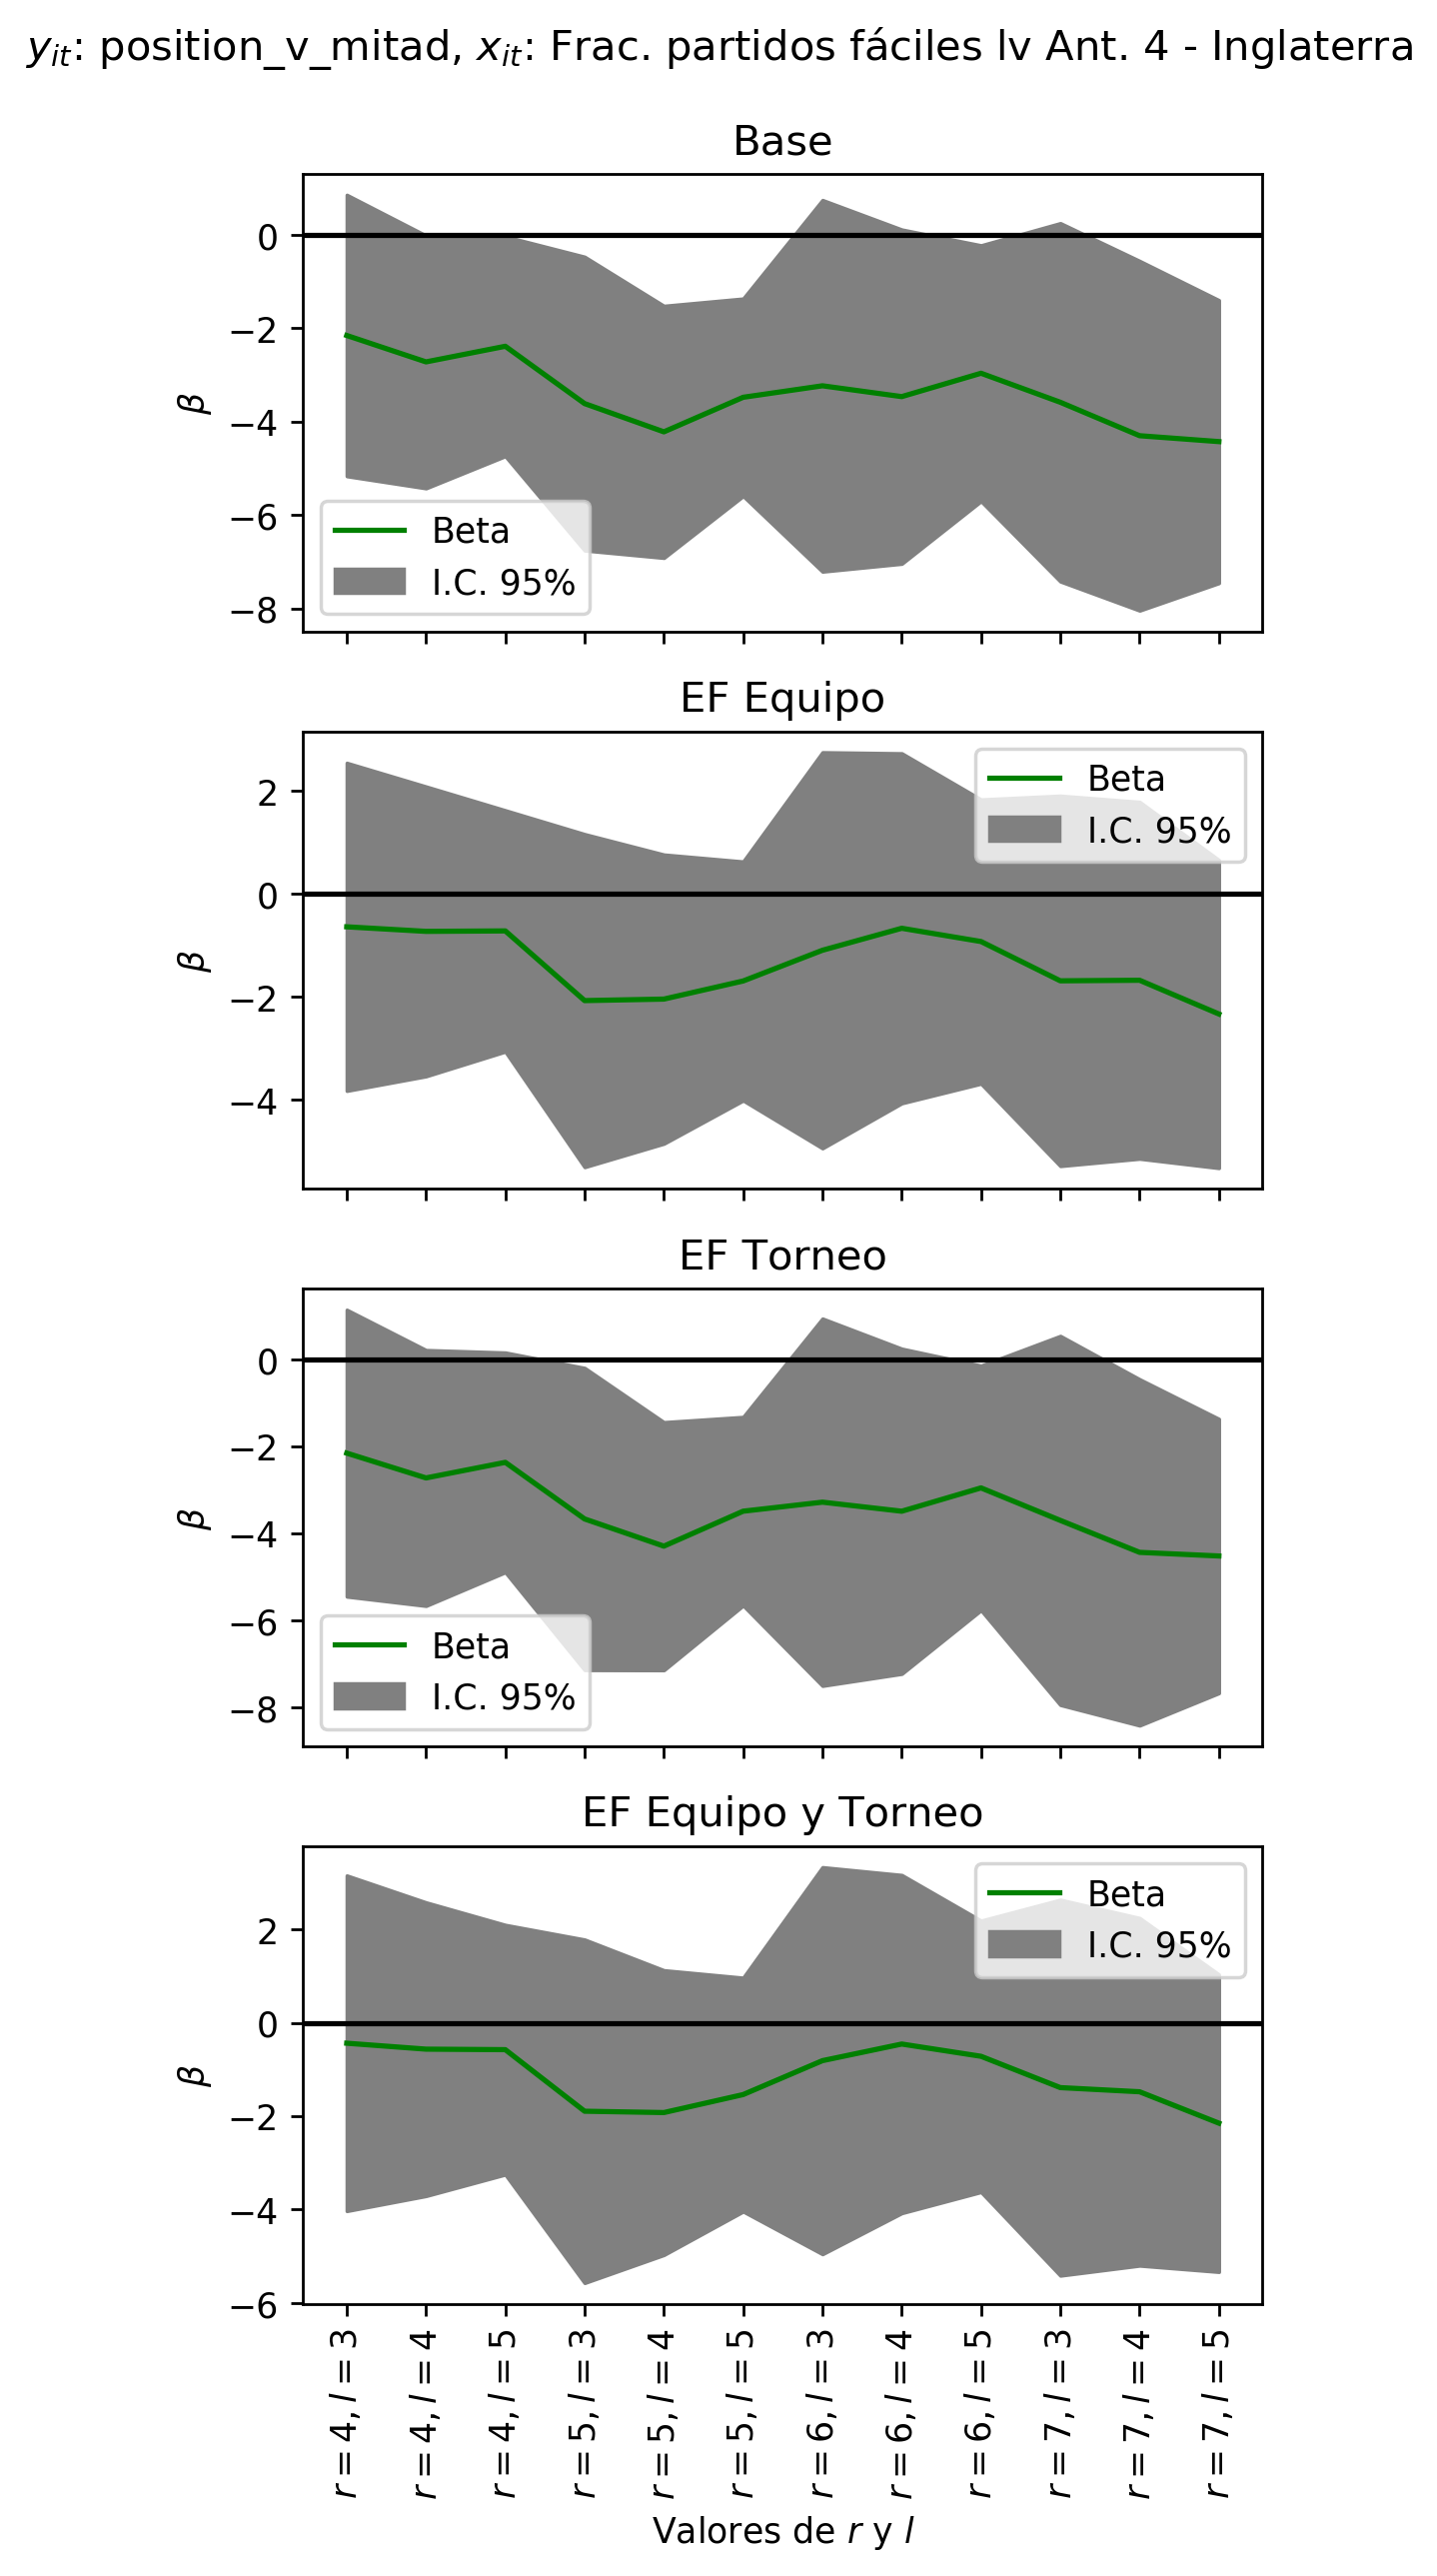 y_it: position_v_mitad, x_it: Frac. partidos fáciles lv Ant. 4 - Inglaterra
Base
0
−2
−4
−6
−8
β
Beta
I.C. 95%
EF Equipo
2
0
−2
−4
β
Beta
I.C. 95%
EF Torneo
0
−2
−4
−6
−8
β
Beta
I.C. 95%
EF Equipo y Torneo
2
0
−2
−4
−6
β
Beta
I.C. 95%
r = 4, l = 3
r = 4, l = 4
r = 4, l = 5
r = 5, l = 3
r = 5, l = 4
r = 5, l = 5
r = 6, l = 3
r = 6, l = 4
r = 6, l = 5
r = 7, l = 3
r = 7, l = 4
r = 7, l = 5
Valores de r y l